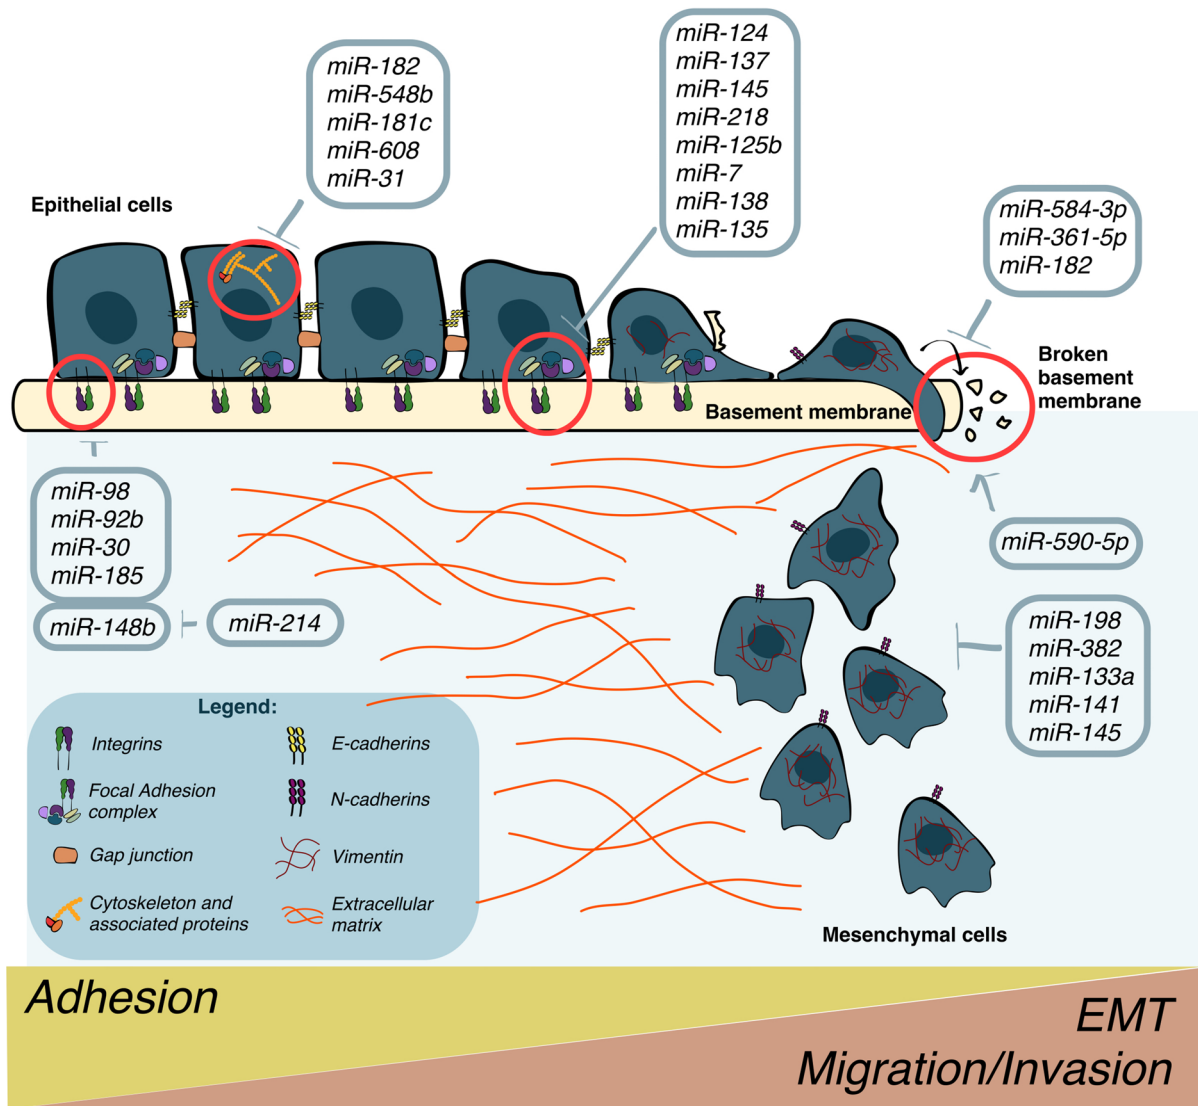 miR-182
miR-548b
miR-181c
miR-608
miR-31
miR-124
miR-137
miR-145
miR-218
miR-125b
miR-7
miR-138
miR-135
Epithelial cells
miR-584-3p
miR-361-5p
miR-182
Broken
basement
membrane
Basement membrane
miR-98
miR-92b
miR-30
miR-185
miR-148b
miR-214
miR-590-5p
miR-198
miR-382
miR-133a
miR-141
miR-145
Legend:
Integrins
E-cadherins
Focal Adhesion
complex
N-cadherins
Gap junction
Vimentin
Cytoskeleton and
associated proteins
Extracellular
matrix
Mesenchymal cells
Adhesion
EMT
Migration/Invasion